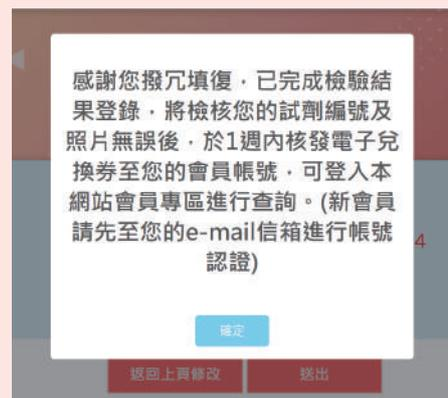 感謝您撥冗填復，已完成檢驗結
果登錄，將檢核您的試劑編號及
照片無誤後，於1週內核發電子兌
換券至您的會員帳號，可登入本
網站會員專區進行查詢。(新會員
請先至您的e-mail信箱進行帳號
認證)
4
確定
返回上頁修改
送出